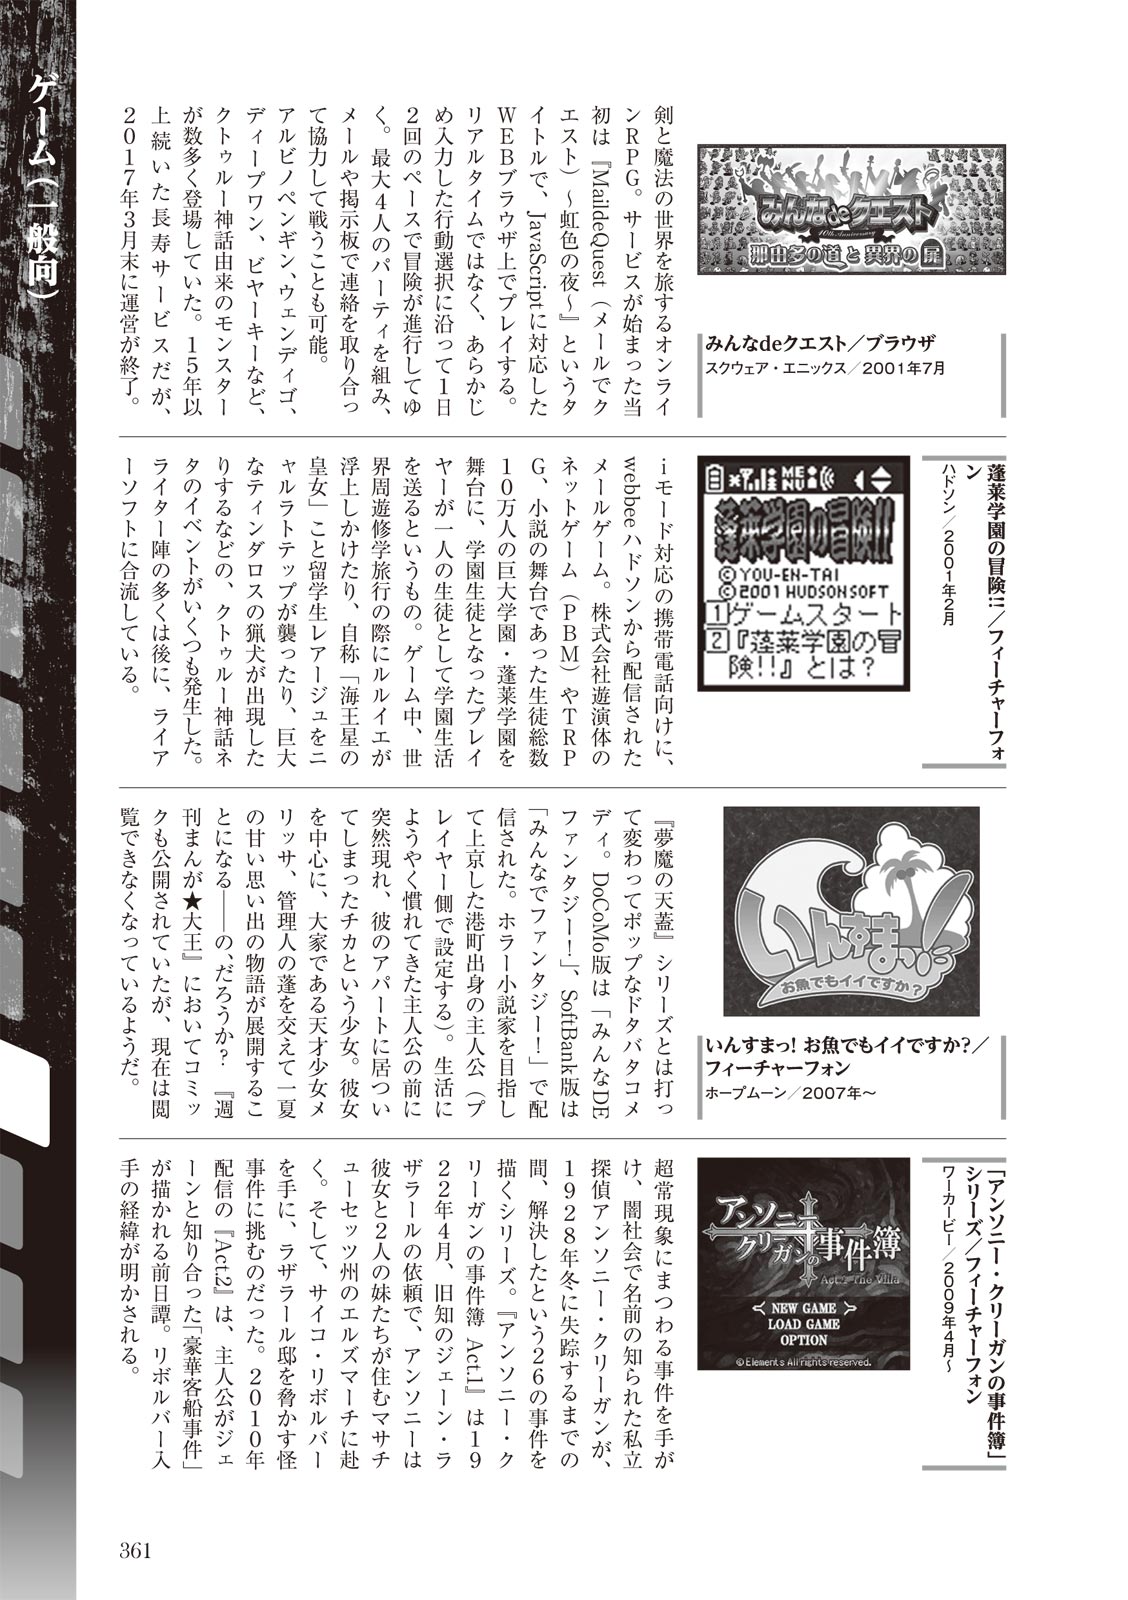 ゲーム(一般向)
みんなdeクエスト
10th Anniversary
那由多の道と異界の扉
みんなdeクエスト／ブラウザ
スクウェア・エニックス／2001年7月
剣と魔法の世界を旅するオンライ
ンRPG。サービスが始まった当
初は『MaildeQuest（メールでク
エスト）～虹色の夜～』というタ
イトルで、JavaScriptに対応した
WEBブラウザ上でプレイする。
リアルタイムではなく、あらかじ
め入力した行動選択に沿って1日
2回のペースで冒険が進行してゆ
く。最大4人のパーティを組み、
メールや掲示板で連絡を取り合っ
て協力して戦うことも可能。
アルビノペンギン、ウェンディゴ、
ディープワン、ビヤーキーなど、
クトゥルー神話由来のモンスター
が数多く登場していた。15年以
上続いた長寿サービスだが、
2017年3月末に運営が終了。
蓬莱学園の冒険!!／フィーチャーフォ
ン
ハドソン／2001年2月
MENU
蓬莱学園の冒険!!
©YOU-EN-TAI
©2001 HUDSONSOFT
1ゲームスタート
2『蓬莱学園の冒
険!!』とは？
iモード対応の携帯電話向けに、
webbeeハドソンから配信された
メールゲーム。株式会社遊演体の
ネットゲーム（PBM）やTRP
G、小説の舞台であった生徒総数
10万人の巨大学園・蓬莱学園を
舞台に、学園生徒となったプレイ
ヤーが一人の生徒として学園生活
を送るというもの。ゲーム中、世
界周遊修学旅行の際にルルイエが
浮上しかけたり、自称「海王星の
皇女」こと留学生レアージュをニ
ャルラトテップが襲ったり、巨大
なティンダロスの猟犬が出現した
りするなどの、クトゥルー神話ネ
タのイベントがいくつも発生した。
ライター陣の多くは後に、ライア
ーソフトに合流している。
いんすまっ!
お魚でもイイですか?
いんすまっ! お魚でもイイですか?／
フィーチャーフォン
ホープムーン／2007年～
『夢魔の天蓋』シリーズとは打っ
て変わってポップなドタバタコメ
ディ。DoCoMo版は「みんなDE
ファンタジー！」、SoftBank版は
「みんなでファンタジー！」で配
信された。ホラー小説家を目指し
て上京した港町出身の主人公（プ
レイヤー側で設定する）。生活に
ようやく慣れてきた主人公の前に
突然現れ、彼のアパートに居つい
てしまったチカという少女。彼女
を中心に、大家である天才少女メ
リッサ、管理人の蓬を交えて一夏
の甘い思い出の物語が展開するこ
とになる――の、だろうか？　『週
刊まんが★大王』においてコミッ
クも公開されていたが、現在は閲
覧できなくなっているようだ。
「アンソニー・クリーガンの事件簿」
シリーズ／フィーチャーフォン
ワーカービー／2009年4月～
アンソニー
クリーガンの事件簿
Act.2 The Villa
NEW GAME
LOAD GAME
OPTION
©Elements All rights reserved.
超常現象にまつわる事件を手が
け、闇社会で名前の知られた私立
探偵アンソニー・クリーガンが、
1928年冬に失踪するまでの
間、解決したという26の事件を
描くシリーズ。『アンソニー・ク
リーガンの事件簿 Act.1』は19
22年4月、旧知のジェーン・ラ
ザラールの依頼で、アンソニーは
彼女と2人の妹たちが住むマサチ
ューセッツ州のエルズマーチに赴
く。そして、サイコ・リボルバー
を手に、ラザラール邸を脅かす怪
事件に挑むのだった。2010年
配信の『Act.2』は、主人公がジェ
ーンと知り合った「豪華客船事件」
が描かれる前日譚。リボルバー入
手の経緯が明かされる。
361